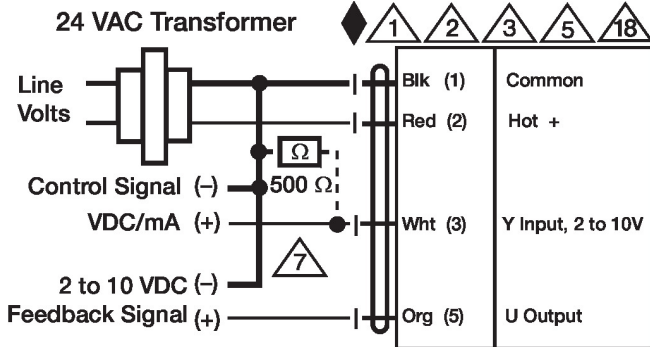 24 VAC Transformer
1 2 3 5 18
Line
Volts
Blk (1) Common
Red (2) Hot +
Ω
500 Ω
Control Signal (–)
VDC/mA (+)
Wht (3) Y Input, 2 to 10V
7
2 to 10 VDC (–)
Feedback Signal (+)
Org (5) U Output